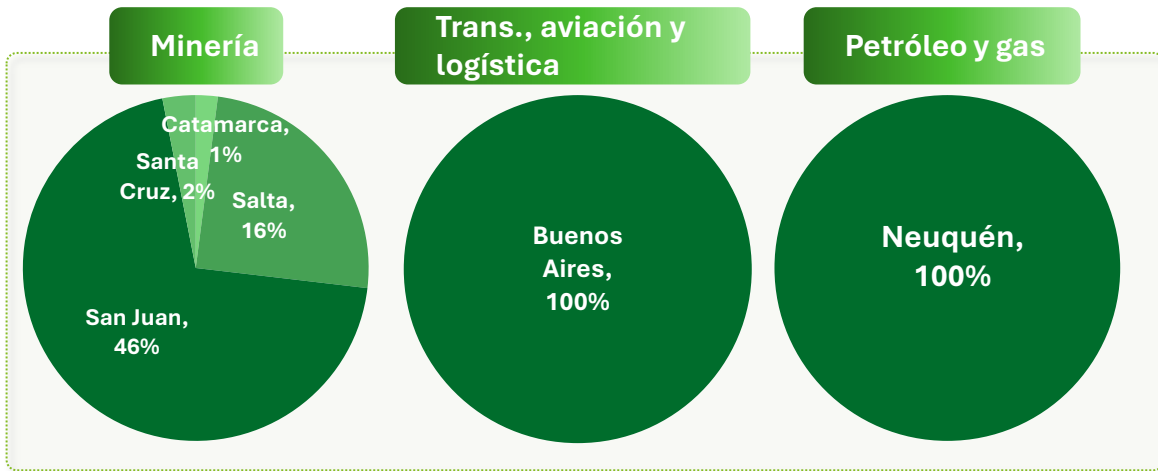 Minería
Trans., aviación y
logística
Petróleo y gas
Catamarca,
1%
Santa
Cruz, 2%
Salta,
16%
San Juan,
46%
Buenos
Aires,
100%
Neuquén,
100%